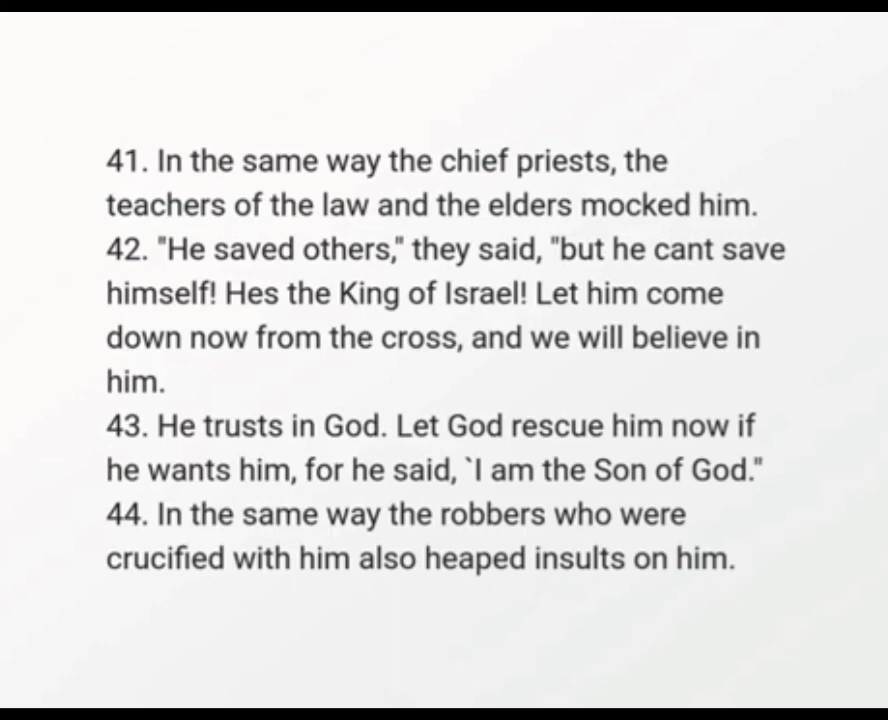 41. In the same way the chief priests, the
teachers of the law and the elders mocked him.
42. "He saved others," they said, "but he cant save
himself! Hes the King of Israel! Let him come
down now from the cross, and we will believe in
him.
43. He trusts in God. Let God rescue him now if
he wants him, for he said, `I am the Son of God."
44. In the same way the robbers who were
crucified with him also heaped insults on him.